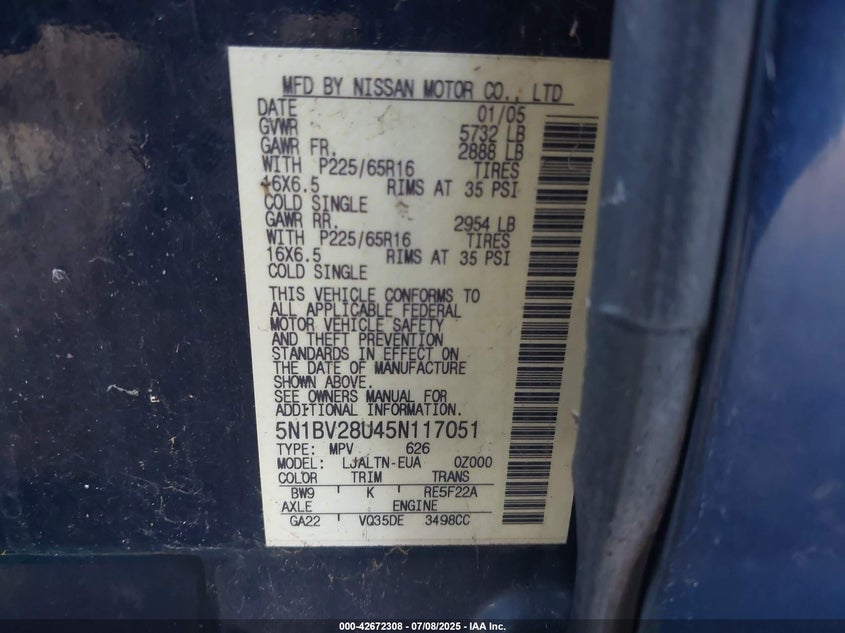 MFD BY NISSAN MOTOR CO., LTD
DATE 01/05
GVWR 5732 LB
GAWR FR. 2888 LB
WITH P225/65R16 TIRES
16X6.5 RIMS AT 35 PSI
COLD SINGLE
GAWR RR. 2954 LB
WITH P225/65R16 TIRES
16X6.5 RIMS AT 35 PSI
COLD SINGLE
THIS VEHICLE CONFORMS TO
ALL APPLICABLE FEDERAL
MOTOR VEHICLE SAFETY
AND THEFT PREVENTION
STANDARDS IN EFFECT ON
THE DATE OF MANUFACTURE
SHOWN ABOVE.
SEE OWNERS MANUAL FOR
ADDITIONAL INFORMATION.
5N1BV28U45N117051
TYPE: MPV 626
MODEL: LJALTN-EUA 0Z000
COLOR TRIM TRANS
BW9 K RE5F22A
AXLE ENGINE
GA22 VQ35DE 3498CC
000-42672308 - 07/08/2025 - IAA Inc.